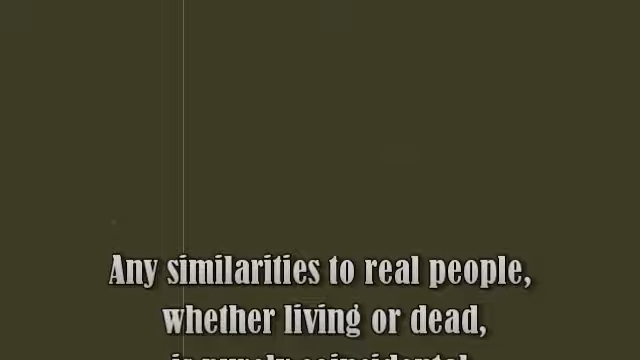 Any similarities to real people,
whether living or dead,
is purely coincidental